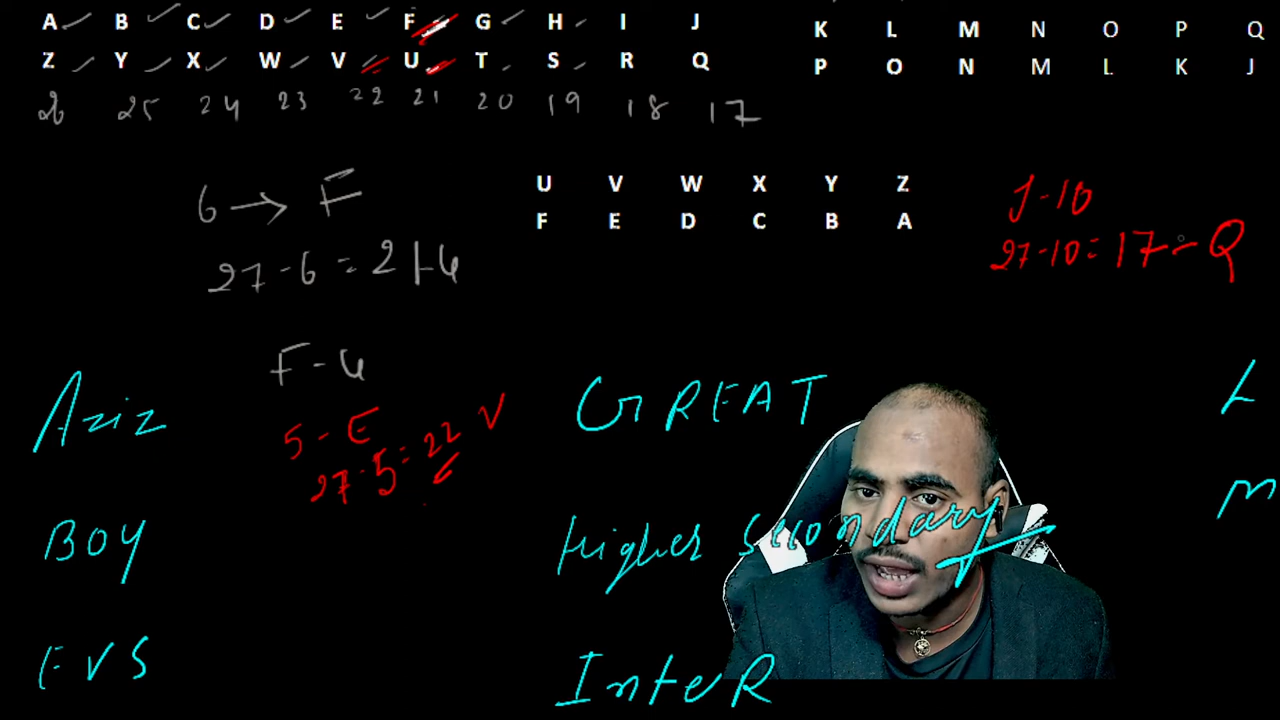 A B C D E F G H I J
Z Y X W V U T S R Q
26 25 24 23 22 21 20 19 18 17
K L M N O P Q
P O N M L K J
U V W X Y Z
F E D C B A
6 → F
27-6=21-6
F-6
5-E
27-5=22 V
J-10
27-10=17=Q
Aziz
BOY
EVS
GREAT
Higher Secondary
InteR
L
M